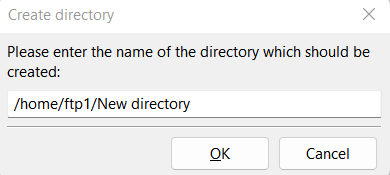 Create directory
Please enter the name of the directory which should be
created:
/home/ftp1/New directory
OK
Cancel